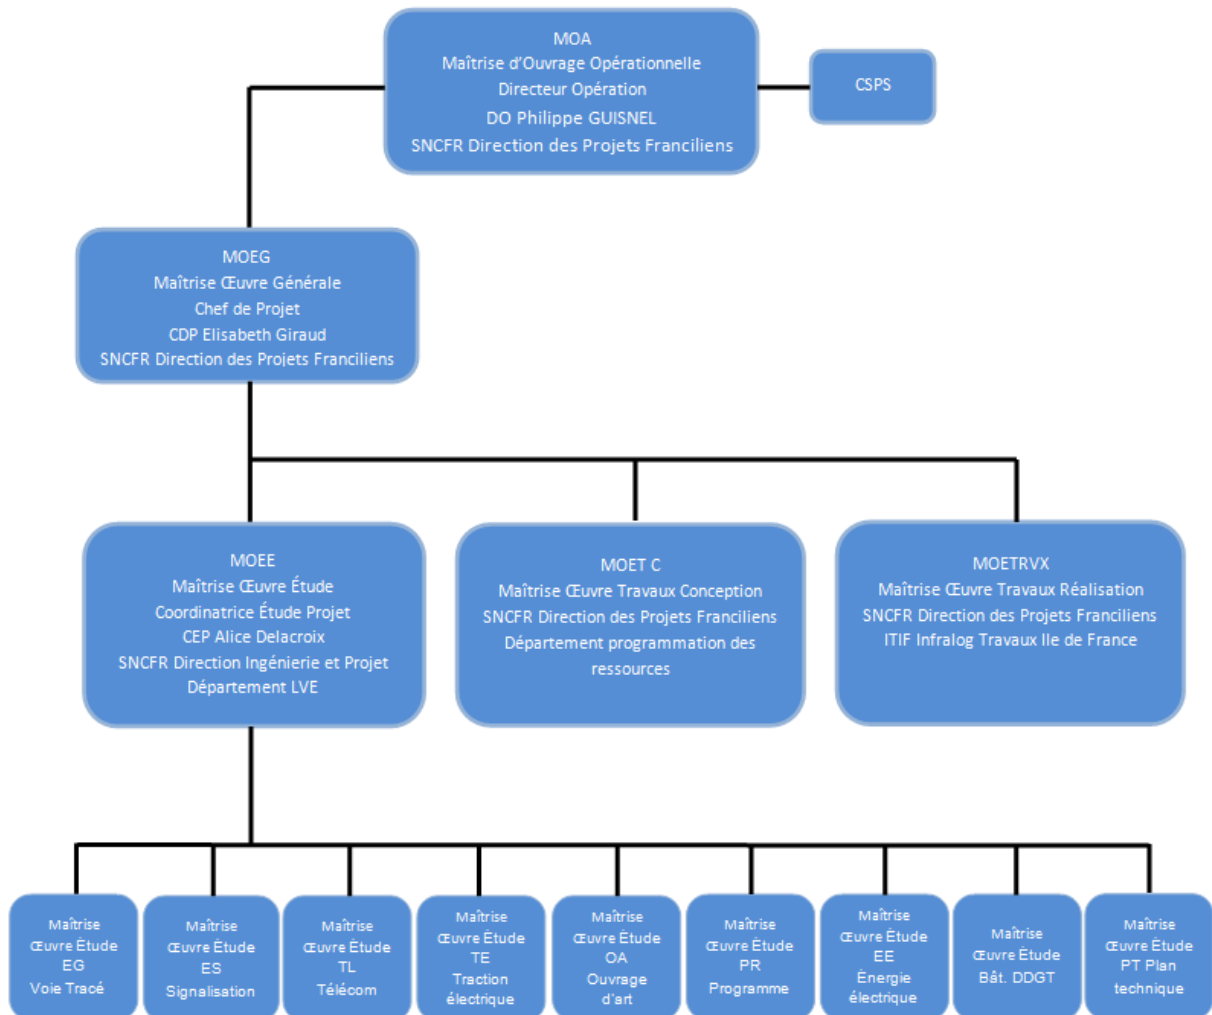 MOA
Maîtrise d'Ouvrage Opérationnelle
Directeur Opération
DO Philippe GUISNEL
SNCFR Direction des Projets Franciliens
CSPS
MOEG
Maîtrise Œuvre Générale
Chef de Projet
CDP Elisabeth Giraud
SNCFR Direction des Projets Franciliens
MOEE
Maîtrise Œuvre Étude
Coordinatrice Étude Projet
CEP Alice Delacroix
SNCFR Direction Ingénierie et Projet
Département LVE
MOET C
Maîtrise Œuvre Travaux Conception
SNCFR Direction des Projets Franciliens
Département programmation des
ressources
MOETRVX
Maîtrise Œuvre Travaux Réalisation
SNCFR Direction des Projets Franciliens
ITIF Infralog Travaux Ile de France
Maîtrise
Œuvre Étude
EG
Voie Tracé
Maîtrise
Œuvre Étude
ES
Signalisation
Maîtrise
Œuvre Étude
TL
Télécom
Maîtrise
Œuvre Étude
TE
Traction
électrique
Maîtrise
Œuvre Étude
OA
Ouvrage
d'art
Maîtrise
Œuvre Étude
PR
Programme
Maîtrise
Œuvre Étude
EE
Énergie
électrique
Maîtrise
Œuvre Étude
Bât. DDGT
Maîtrise
Œuvre Étude
PT Plan
technique